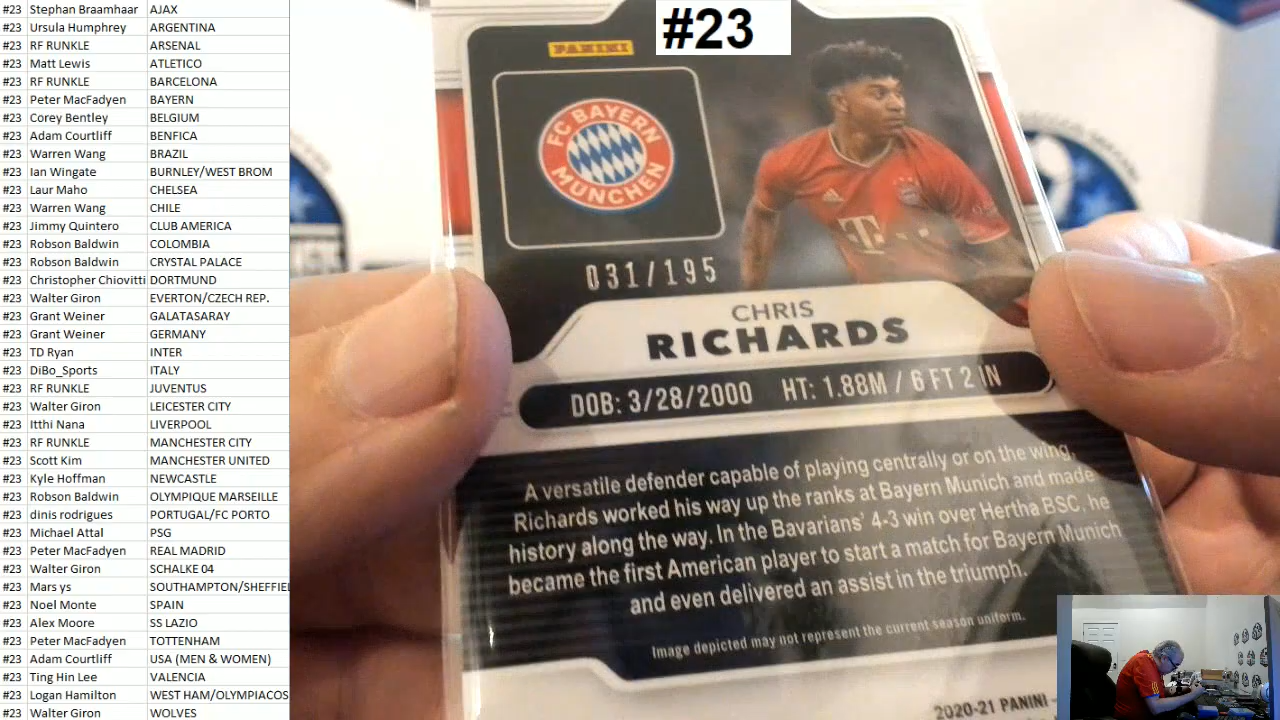 #23 Stephan Braamhaar AJAX
#23 Ursula Humphrey ARGENTINA
#23 RF RUNKLE ARSENAL
#23 Matt Lewis ATLETICO
#23 RF RUNKLE BARCELONA
#23 Peter MacFadyen BAYERN
#23 Corey Bentley BELGIUM
#23 Adam Courtliff BENFICA
#23 Warren Wang BRAZIL
#23 Ian Wingate BURNLEY/WEST BROM
#23 Laur Maho CHELSEA
#23 Warren Wang CHILE
#23 Jimmy Quintero CLUB AMERICA
#23 Robson Baldwin COLOMBIA
#23 Robson Baldwin CRYSTAL PALACE
#23 Christopher Chiovitti DORTMUND
#23 Walter Giron EVERTON/CZECH REP.
#23 Grant Weiner GALATASARAY
#23 Grant Weiner GERMANY
#23 TD Ryan INTER
#23 DiBo_Sports ITALY
#23 RF RUNKLE JUVENTUS
#23 Walter Giron LEICESTER CITY
#23 Itthi Nana LIVERPOOL
#23 RF RUNKLE MANCHESTER CITY
#23 Scott Kim MANCHESTER UNITED
#23 Kyle Hoffman NEWCASTLE
#23 Robson Baldwin OLYMPIQUE MARSEILLE
#23 dinis rodrigues PORTUGAL/FC PORTO
#23 Michael Attal PSG
#23 Peter MacFadyen REAL MADRID
#23 Walter Giron SCHALKE 04
#23 Mars ys SOUTHAMPTON/SHEFFIE
#23 Noel Monte SPAIN
#23 Alex Moore SS LAZIO
#23 Peter MacFadyen TOTTENHAM
#23 Adam Courtliff USA (MEN & WOMEN)
#23 Ting Hin Lee VALENCIA
#23 Logan Hamilton WEST HAM/OLYMPIACOS
#23 Walter Giron WOLVES
#23
PANINI
FC BAYERN
MÜNCHEN
T
031/195
CHRIS
RICHARDS
DOB: 3/28/2000 HT: 1.88M / 6 FT 2 IN
A versatile defender capable of playing centrally or on the wing,
Richards worked his way up the ranks at Bayern Munich and made
history along the way. In the Bavarians' 4-3 win over Hertha BSC, he
became the first American player to start a match for Bayern Munich
and even delivered an assist in the triumph.
Image depicted may not represent the current season uniform.
2020-21 PANINI